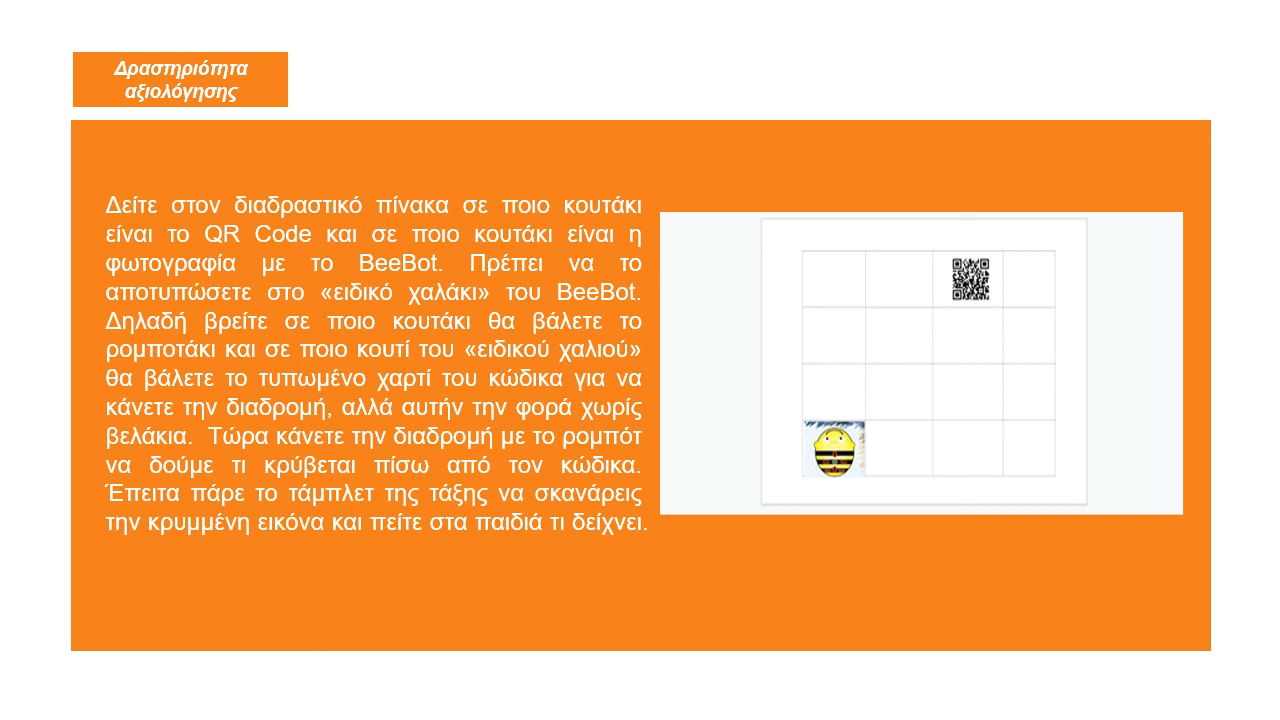 Δραστηριότητα
αξιολόγησης
Δείτε στον διαδραστικό πίνακα σε ποιο κουτάκι
είναι το QR Code και σε ποιο κουτάκι είναι η
φωτογραφία με το BeeBot. Πρέπει να το
αποτυπώσετε στο «ειδικό χαλάκι» του BeeBot.
Δηλαδή βρείτε σε ποιο κουτάκι θα βάλετε το
ρομποτάκι και σε ποιο κουτί του «ειδικού χαλιού»
θα βάλετε το τυπωμένο χαρτί του κώδικα για να
κάνετε την διαδρομή, αλλά αυτήν την φορά χωρίς
βελάκια. Τώρα κάνετε την διαδρομή με το ρομπότ
να δούμε τι κρύβεται πίσω από τον κώδικα.
Έπειτα πάρε το τάμπλετ της τάξης να σκανάρεις
την κρυμμένη εικόνα και πείτε στα παιδιά τι δείχνει.